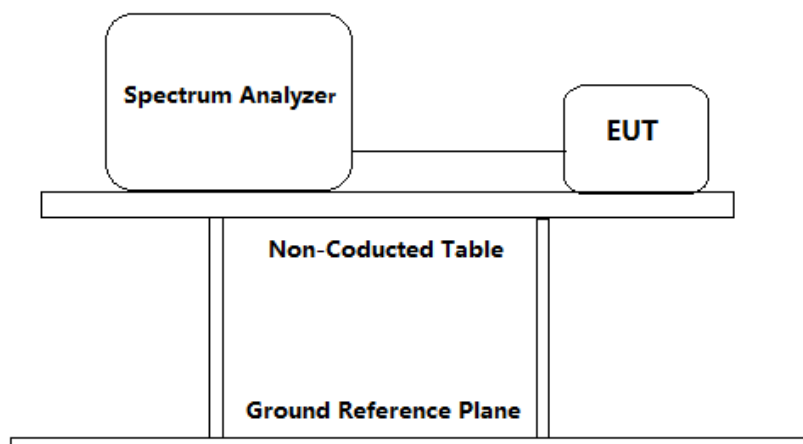 Spectrum Analyzer
EUT
Non-Coducted Table
Ground Reference Plane